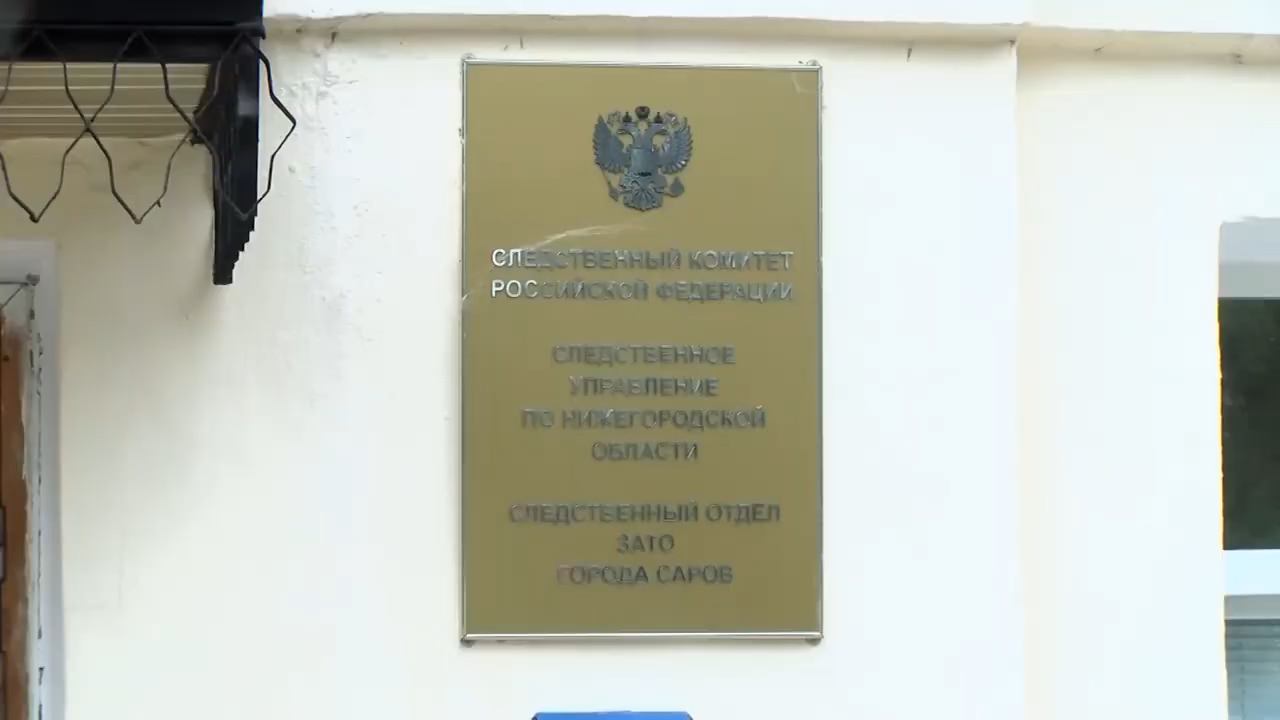 СЛЕДСТВЕННЫЙ КОМИТЕТ
РОССИЙСКОЙ ФЕДЕРАЦИИ
СЛЕДСТВЕННОЕ
УПРАВЛЕНИЕ
ПО НИЖЕГОРОДСКОЙ
ОБЛАСТИ
СЛЕДСТВЕННЫЙ ОТДЕЛ
ЗАТО
ГОРОДА САРОВ